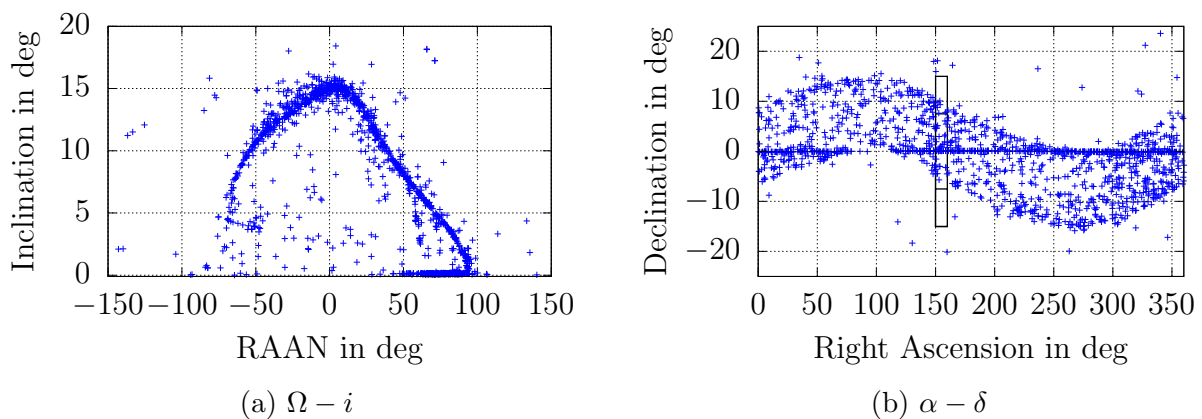 Inclination in deg
20
15
10
5
0
−150 −100 −50 0 50 100 150
RAAN in deg
(a) Ω − i
Declination in deg
20
10
0
−10
−20
0 50 100 150 200 250 300 350
Right Ascension in deg
(b) α − δ